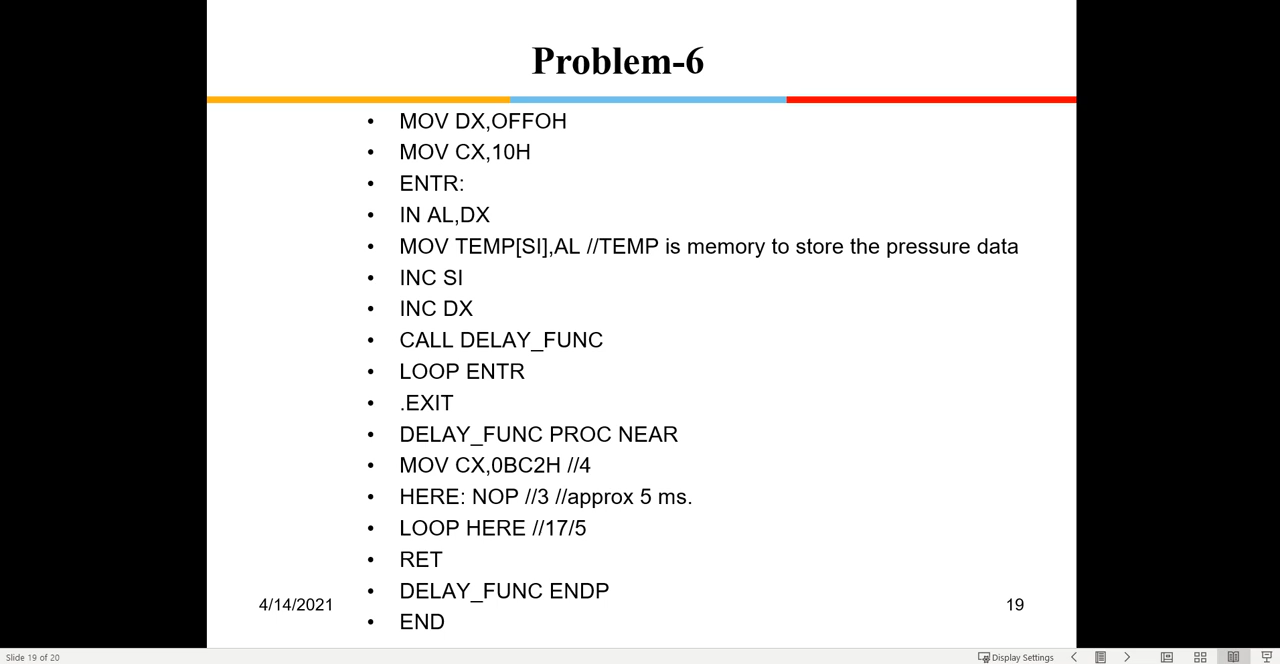 Problem-6
• MOV DX,OFFOH
• MOV CX,10H
• ENTR:
• IN AL,DX
• MOV TEMP[SI],AL //TEMP is memory to store the pressure data
• INC SI
• INC DX
• CALL DELAY_FUNC
• LOOP ENTR
• .EXIT
• DELAY_FUNC PROC NEAR
• MOV CX,0BC2H //4
• HERE: NOP //3 //approx 5 ms.
• LOOP HERE //17/5
• RET
• DELAY_FUNC ENDP
• END
4/14/2021
19
Slide 19 of 20
Display Settings